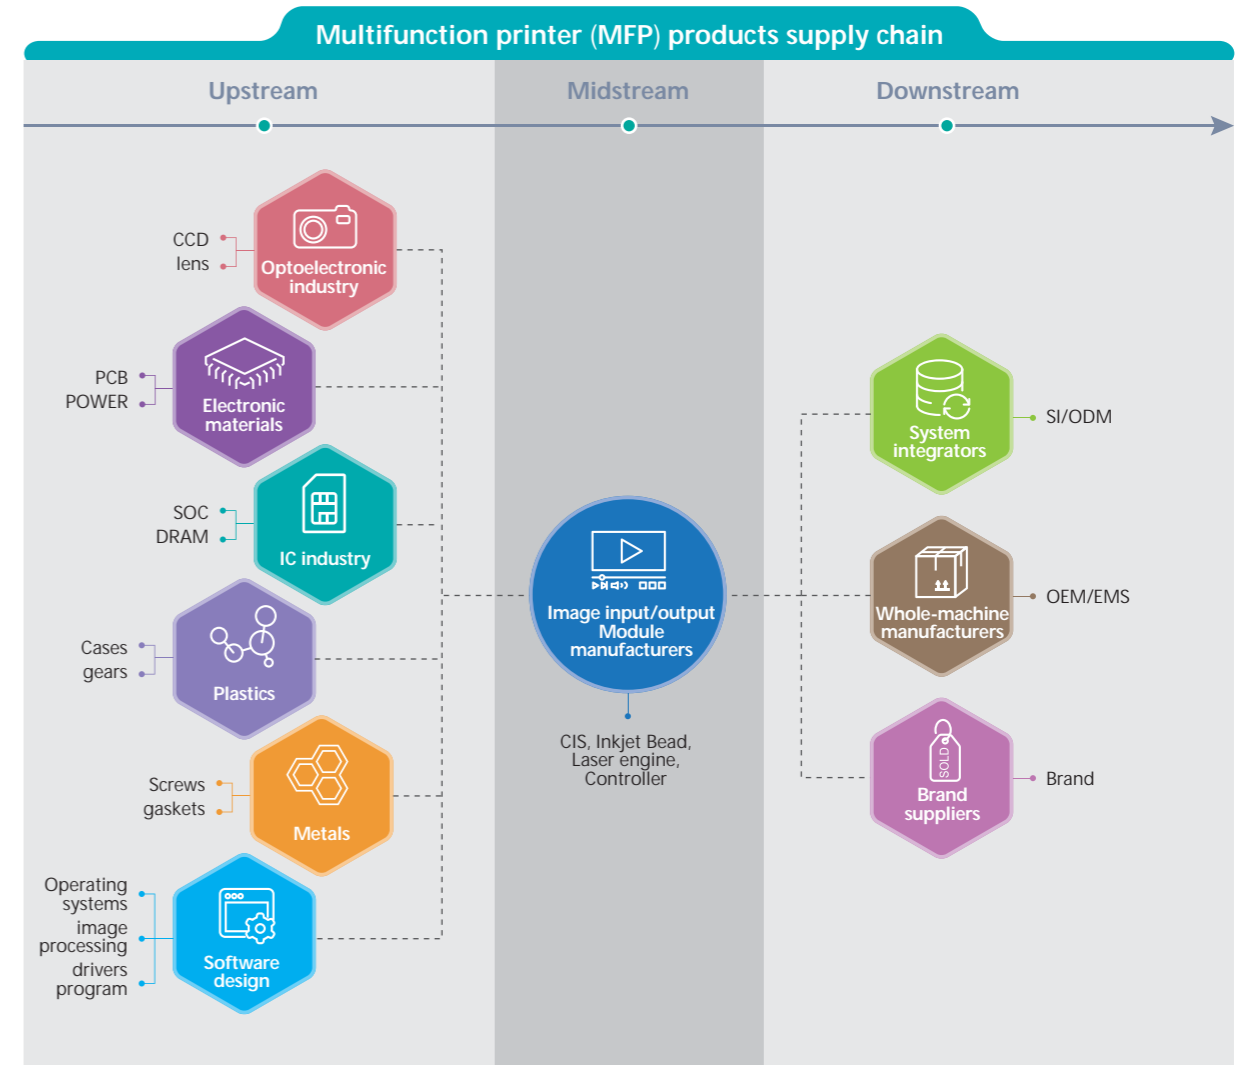 Multifunction printer (MFP) products supply chain
Upstream
Midstream
Downstream
CCD
lens
Optoelectronic
industry
PCB
POWER
Electronic
materials
SOC
DRAM
IC industry
Cases
gears
Plastics
Screws
gaskets
Metals
Operating
systems
image
processing
drivers
program
Software
design
Image input/output
Module
manufacturers
CIS, Inkjet Bead,
Laser engine,
Controller
System
integrators
SI/ODM
Whole-machine
manufacturers
OEM/EMS
SOLD
Brand
suppliers
Brand